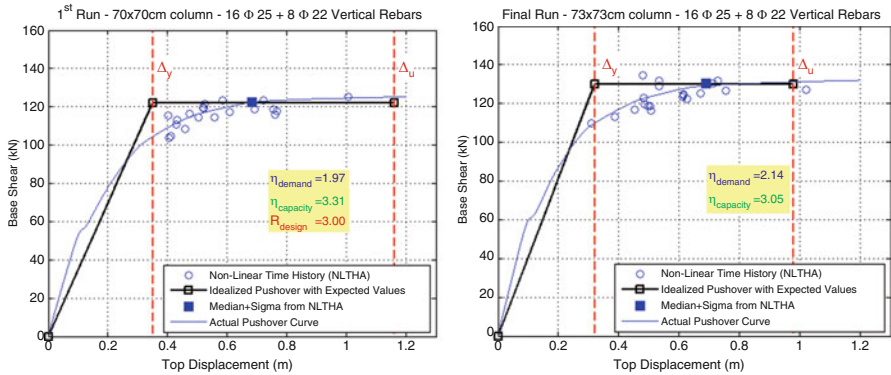 1st Run - 70x70cm column - 16 Φ 25 + 8 Φ 22 Vertical Rebars
160
140
120
100
80
60
40
20
0
Base Shear (kN)
Δy
Δu
ηdemand =1.97
ηcapacity =3.31
Rdesign =3.00
Non-Linear Time History (NLTHA)
Idealized Pushover with Expected Values
Median+Sigma from NLTHA
Actual Pushover Curve
0 0.2 0.4 0.6 0.8 1 1.2
Top Displacement (m)
Final Run - 73x73cm column - 16 Φ 25 + 8 Φ 22 Vertical Rebars
160
140
120
100
80
60
40
20
0
Base Shear (kN)
Δy
Δu
ηdemand =2.14
ηcapacity =3.05
Non-Linear Time History (NLTHA)
Idealized Pushover with Expected Values
Median+Sigma from NLTHA
Actual Pushover Curve
0 0.2 0.4 0.6 0.8 1 1.2
Top Displacement (m)